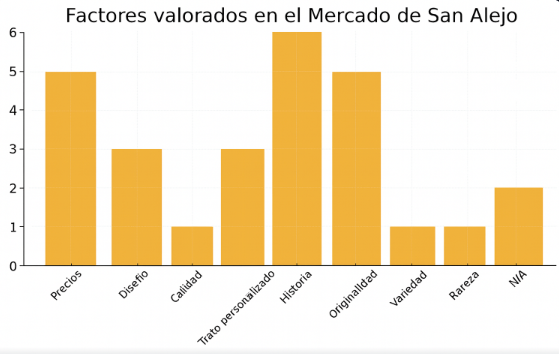 Factores valorados en el Mercado de San Alejo
6
5
4
3
2
1
0
Precios
Diseño
Calidad
Trato personalizado
Historia
Originalidad
Variedad
Rareza
N/A